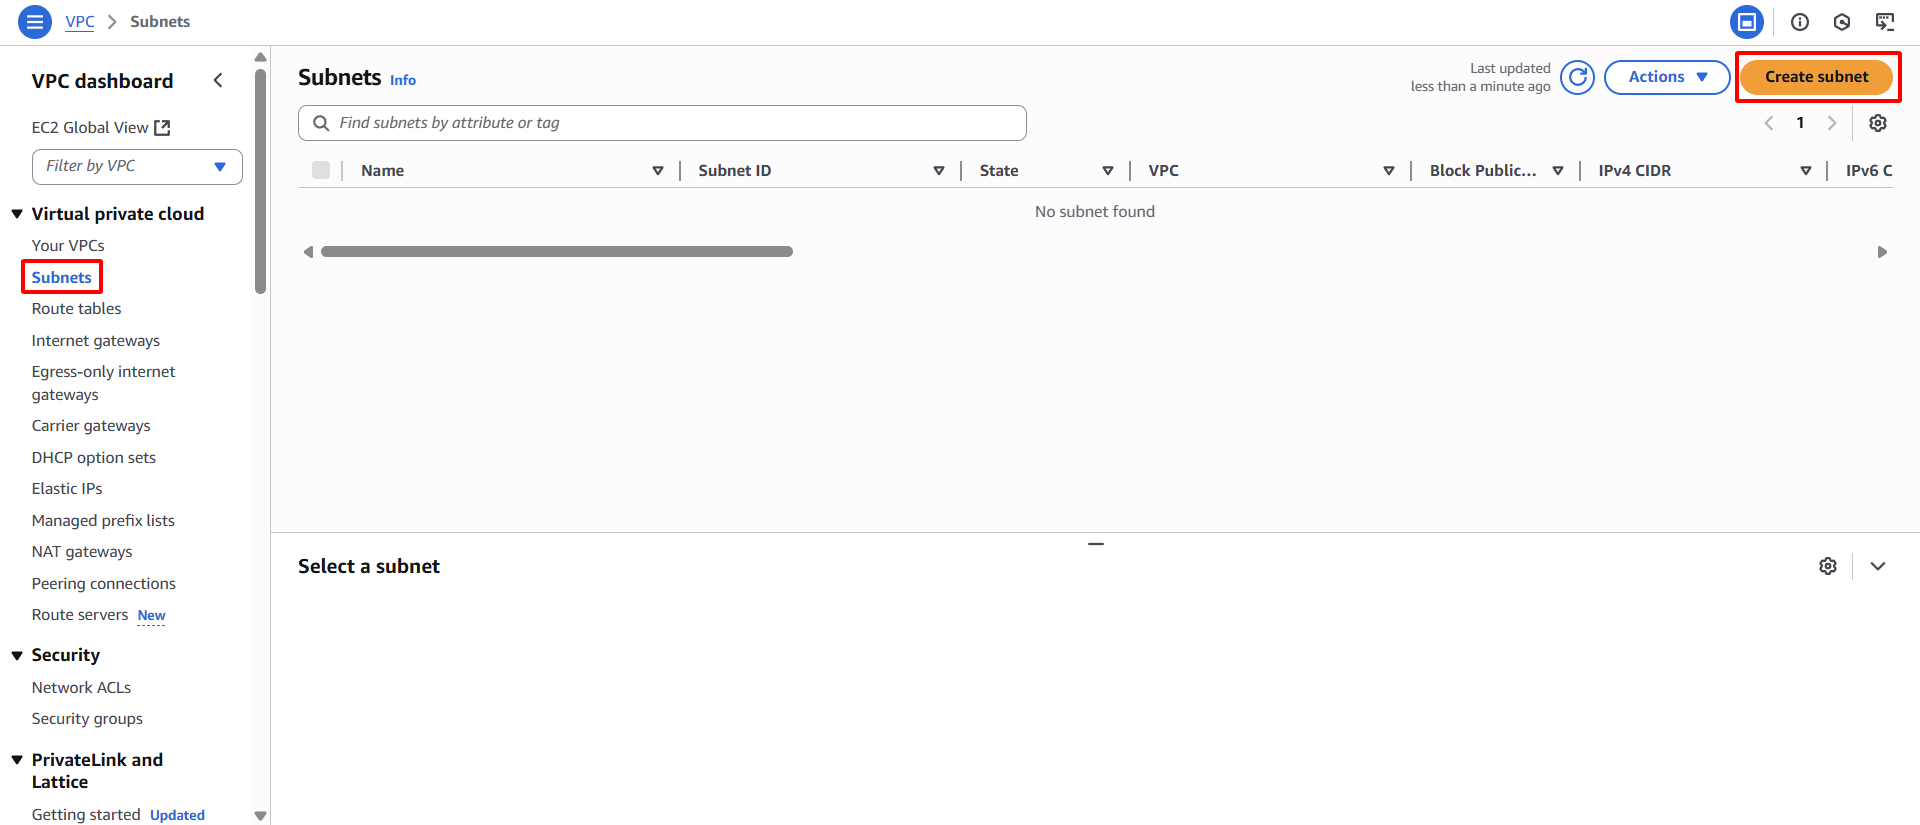 VPC Subnets
VPC dashboard
EC2 Global View
Filter by VPC
Virtual private cloud
Your VPCs
Subnets
Route tables
Internet gateways
Egress-only internet
gateways
Carrier gateways
DHCP option sets
Elastic IPs
Managed prefix lists
NAT gateways
Peering connections
Route servers New
Security
Network ACLs
Security groups
PrivateLink and
Lattice
Getting started Updated
Subnets Info
Last updated
less than a minute ago
Actions
Create subnet
Find subnets by attribute or tag
1
Name Subnet ID State VPC Block Public... IPv4 CIDR IPv6 C
No subnet found
Select a subnet